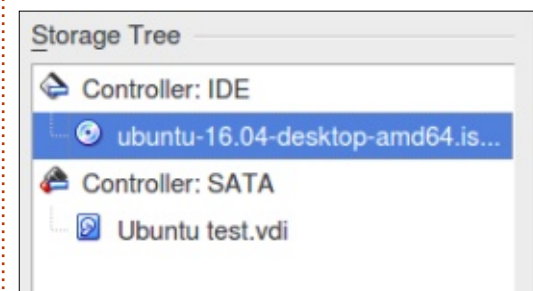 Storage Tree
Controller: IDE
ubuntu-16.04-desktop-amd64.is...
Controller: SATA
Ubuntu test.vdi